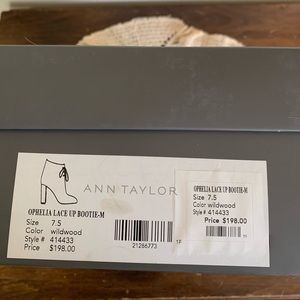 ANN TAYLOR
OPHELIA LACE UP BOOTIE-M
Size 7.5
Color wildwood
Style # 414433
Price $198.00
21286773
OPHELIA LACE UP BOOTIE-M
Size 7.5
Color wildwood
Style # 414433
Price $198.00